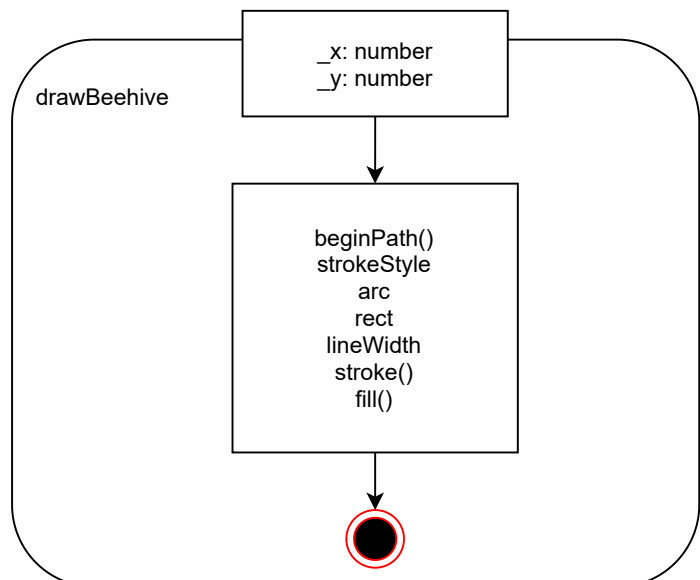 _x: number
_y: number
drawBeehive
beginPath()
strokeStyle
arc
rect
lineWidth
stroke()
fill()